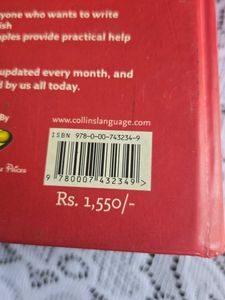 yone who wants to write
ish
ples provide practical help
updated every month, and
d by us all today.
By
www.collinslanguage.com
ISBN 978-0-00-743234-9
9 780007 432349 >
Rs. 1,550/-